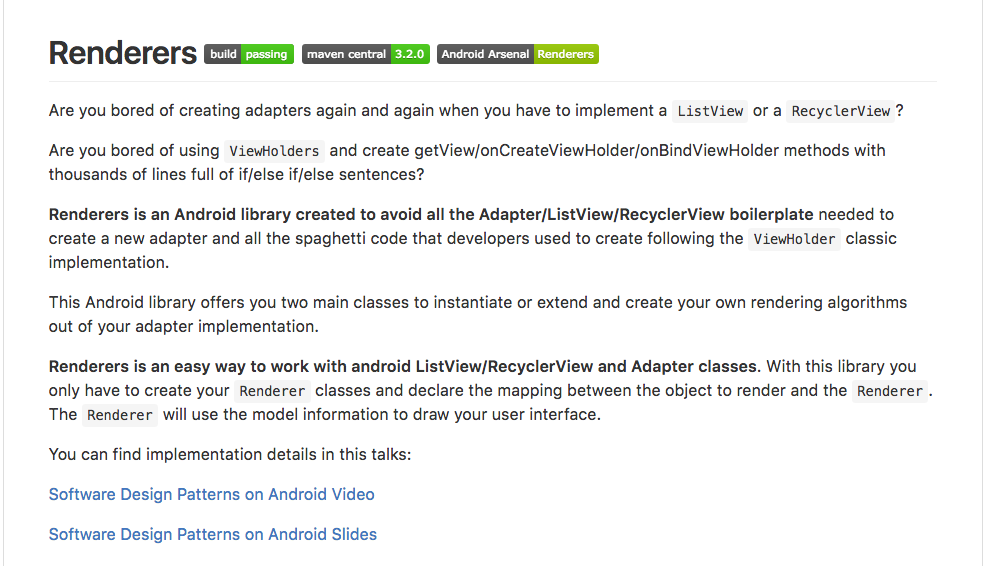 Renderers build passing maven central 3.2.0 Android Arsenal Renderers
Are you bored of creating adapters again and again when you have to implement a ListView or a RecyclerView?
Are you bored of using ViewHolders and create getView/onCreateViewHolder/onBindViewHolder methods with
thousands of lines full of if/else if/else sentences?
Renderers is an Android library created to avoid all the Adapter/ListView/RecyclerView boilerplate needed to
create a new adapter and all the spaghetti code that developers used to create following the ViewHolder classic
implementation.
This Android library offers you two main classes to instantiate or extend and create your own rendering algorithms
out of your adapter implementation.
Renderers is an easy way to work with android ListView/RecyclerView and Adapter classes. With this library you
only have to create your Renderer classes and declare the mapping between the object to render and the Renderer.
The Renderer will use the model information to draw your user interface.
You can find implementation details in this talks:
Software Design Patterns on Android Video
Software Design Patterns on Android Slides